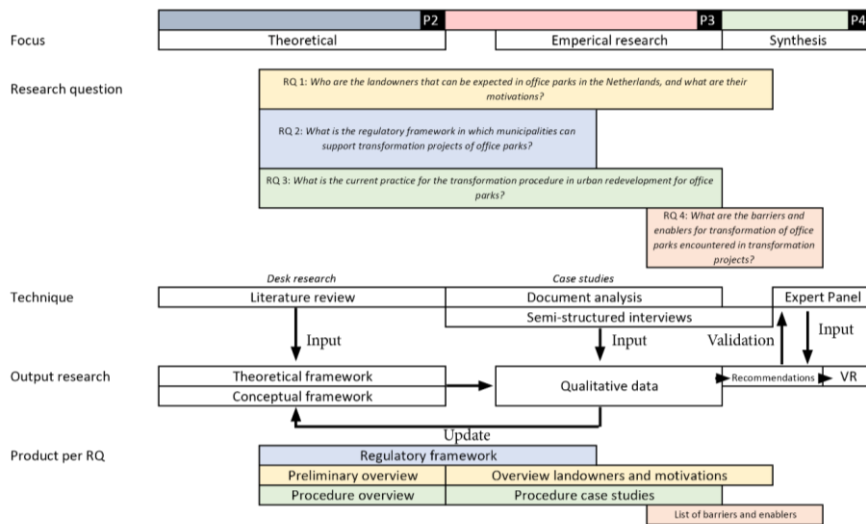 P2
P3
P4
Focus
Theoretical
Emperical research
Synthesis
Research question
RQ 1: Who are the landowners that can be expected in office parks in the Netherlands, and what are their
motivations?
RQ 2: What is the regulatory framework in which municipalities can
support transformation projects of office parks?
RQ 3: What is the current practice for the transformation procedure in urban redevelopment for office
parks?
RQ 4: What are the barriers and
enablers for transformation of office
parks encountered in transformation
projects?
Desk research
Case studies
Technique
Literature review
Document analysis
Expert Panel
Semi-structured interviews
Input
Input
Validation
Input
Output research
Theoretical framework
Conceptual framework
Qualitative data
Recommendations
VR
Update
Product per RQ
Regulatory framework
Preliminary overview
Overview landowners and motivations
Procedure overview
Procedure case studies
List of barriers and enablers